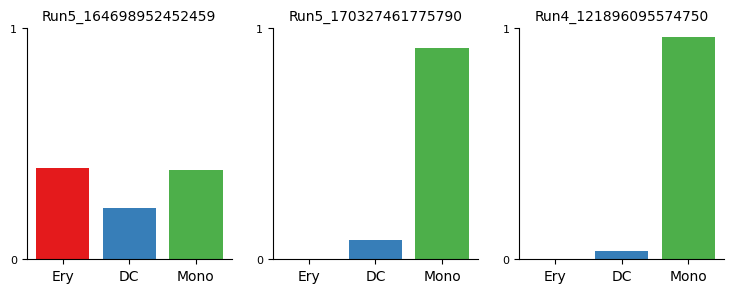 Run5_164698952452459
Run5_170327461775790
Run4_121896095574750
1
1
1
0
0
0
Ery
DC
Mono
Ery
DC
Mono
Ery
DC
Mono